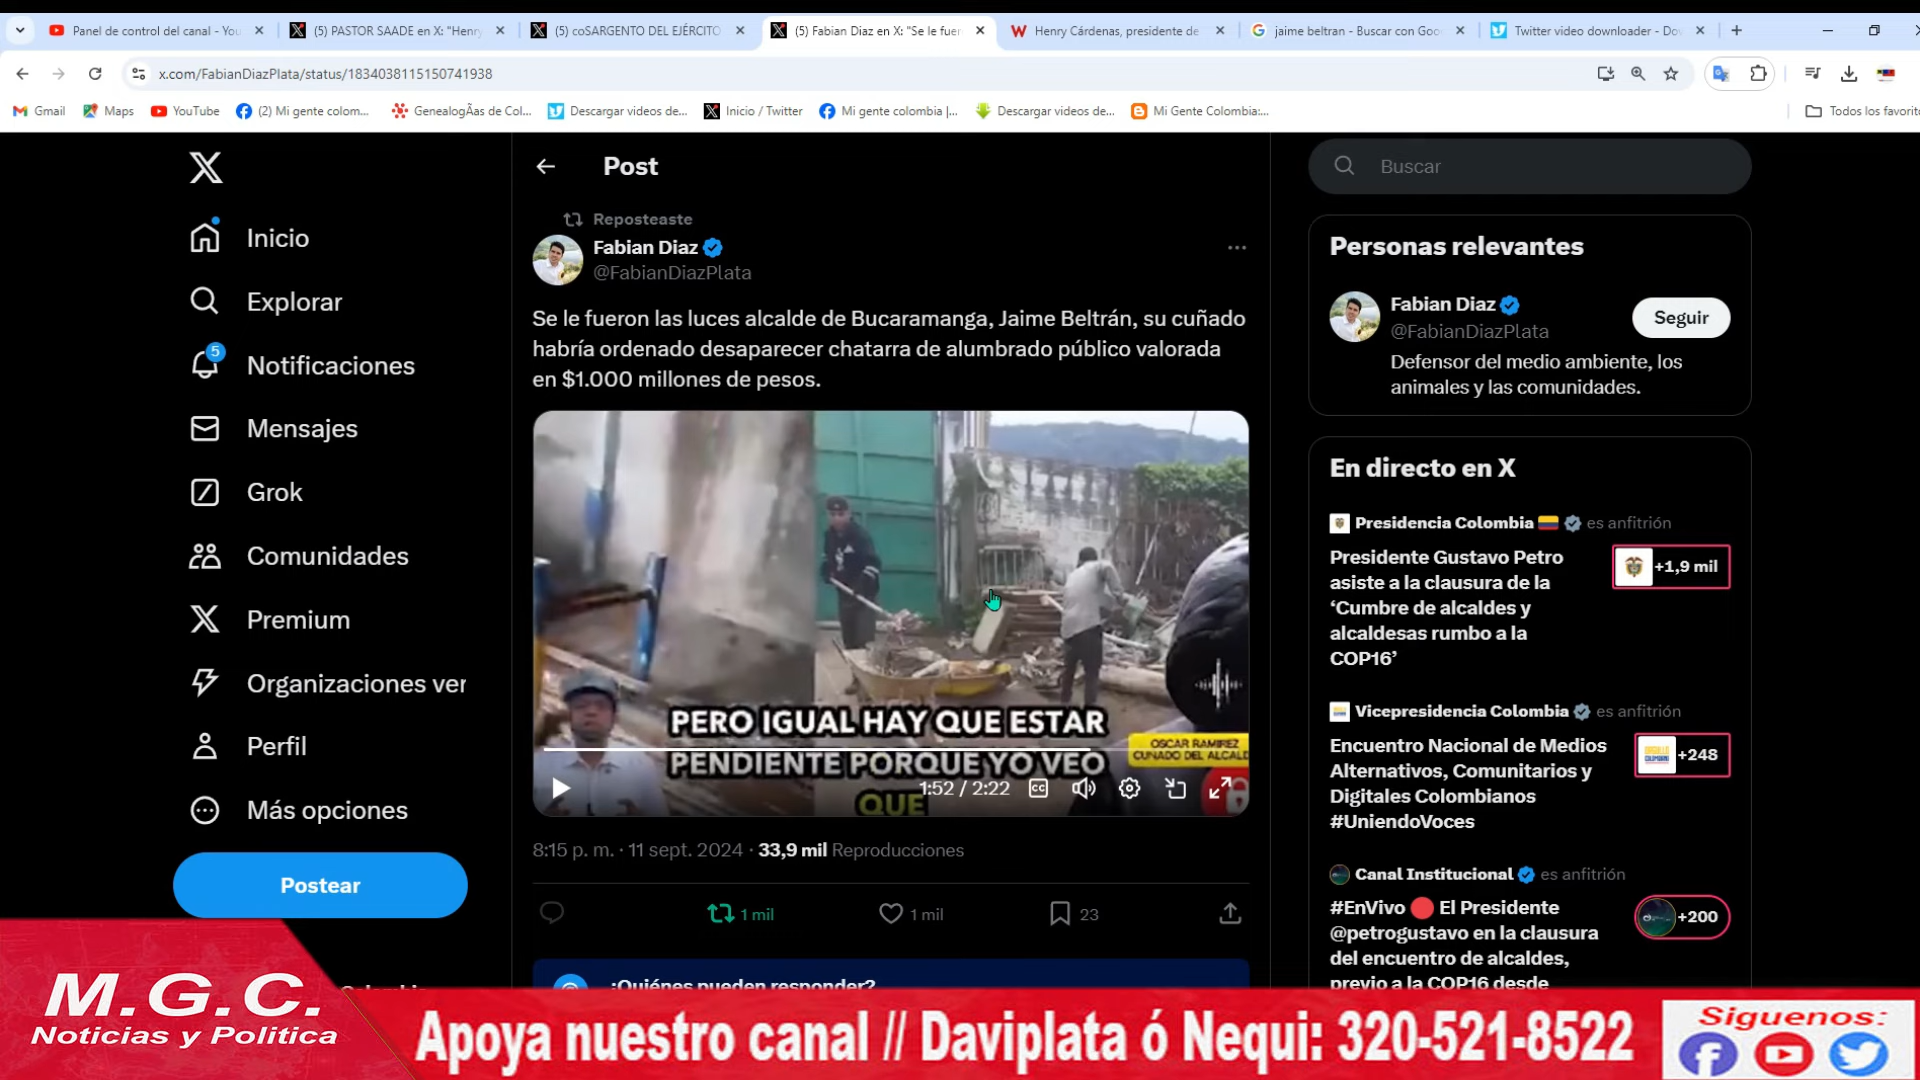 Panel de control del canal - You
(5) PASTOR SAADE en X: "Henry
(5) coSARGENTO DEL EJÉRCITO
(5) Fabian Diaz en X: "Se le fuer
Henry Cárdenas, presidente de
jaime beltran - Buscar con Goo
Twitter video downloader - Dow
x.com/FabianDiazPlata/status/1834038115150741938
Gmail
Maps
YouTube
(2) Mi gente colom...
GenealogÃas de Col...
Descargar videos de...
Inicio / Twitter
Mi gente colombia |...
Descargar videos de...
Mi Gente Colombia:...
Todos los favorito
Inicio
Explorar
5
Notificaciones
Mensajes
Grok
Comunidades
Premium
Organizaciones ver
Perfil
Más opciones
Postear
Post
Reposteaste
Fabian Diaz
@FabianDiazPlata
Se le fueron las luces alcalde de Bucaramanga, Jaime Beltrán, su cuñado
habría ordenado desaparecer chatarra de alumbrado público valorada
en $1.000 millones de pesos.
PERO IGUAL HAY QUE ESTAR
PENDIENTE PORQUE YO VEO
QUE
OSCAR RAMIREZ
CUÑADO DEL ALCALD
1:52 / 2:22
CC
8:15 p. m. · 11 sept. 2024 · 33,9 mil Reproducciones
1 mil
1 mil
23
¿Quiénes pueden responder?
Buscar
Personas relevantes
Fabian Diaz
@FabianDiazPlata
Seguir
Defensor del medio ambiente, los
animales y las comunidades.
En directo en X
Presidencia Colombia es anfitrión
Presidente Gustavo Petro
asiste a la clausura de la
‘Cumbre de alcaldes y
alcaldesas rumbo a la
COP16’
+1,9 mil
Vicepresidencia Colombia es anfitrión
Encuentro Nacional de Medios
Alternativos, Comunitarios y
Digitales Colombianos
#UniendoVoces
+248
Canal Institucional es anfitrión
#EnVivo El Presidente
@petrogustavo en la clausura
del encuentro de alcaldes,
previo a la COP16 desde
+200
M.G.C.
Noticias y Politica
Apoya nuestro canal // Daviplata ó Nequi: 320-521-8522
Siguenos: